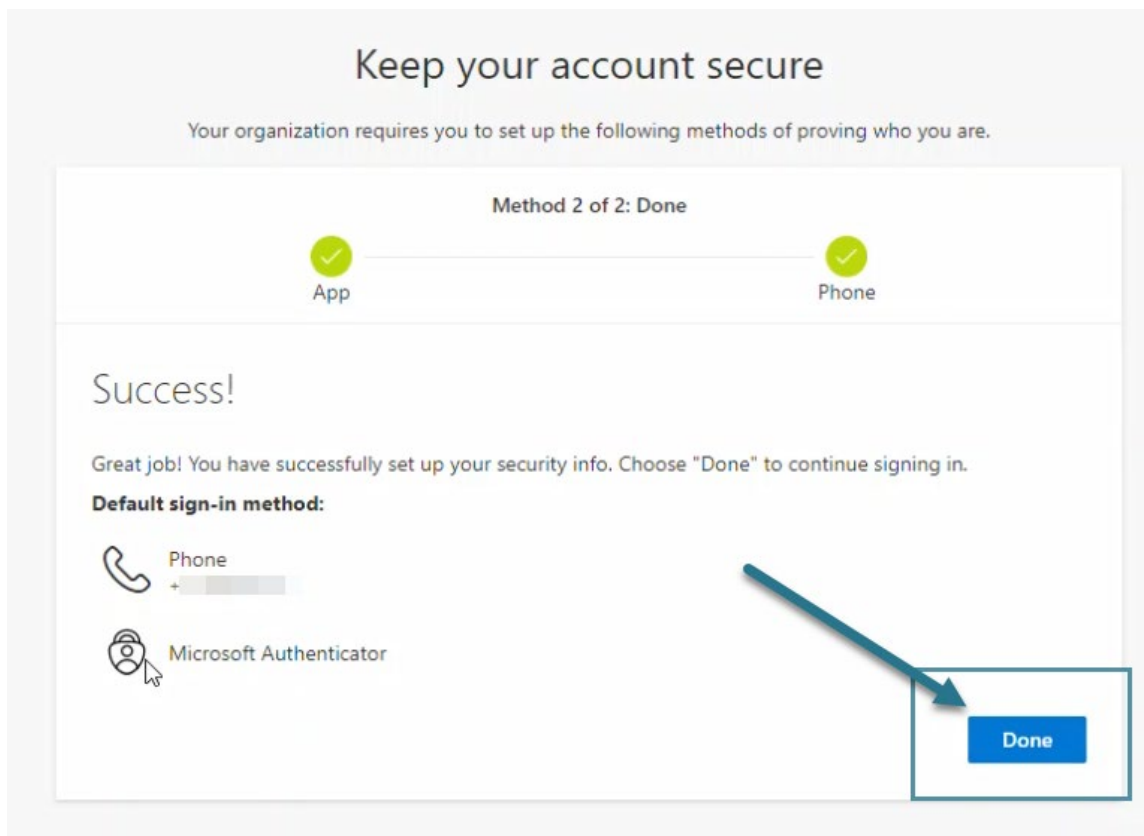 Keep your account secure
Your organization requires you to set up the following methods of proving who you are.
Method 2 of 2: Done
App
Phone
Success!
Great job! You have successfully set up your security info. Choose "Done" to continue signing in.
Default sign-in method:
Phone
+
Microsoft Authenticator
Done